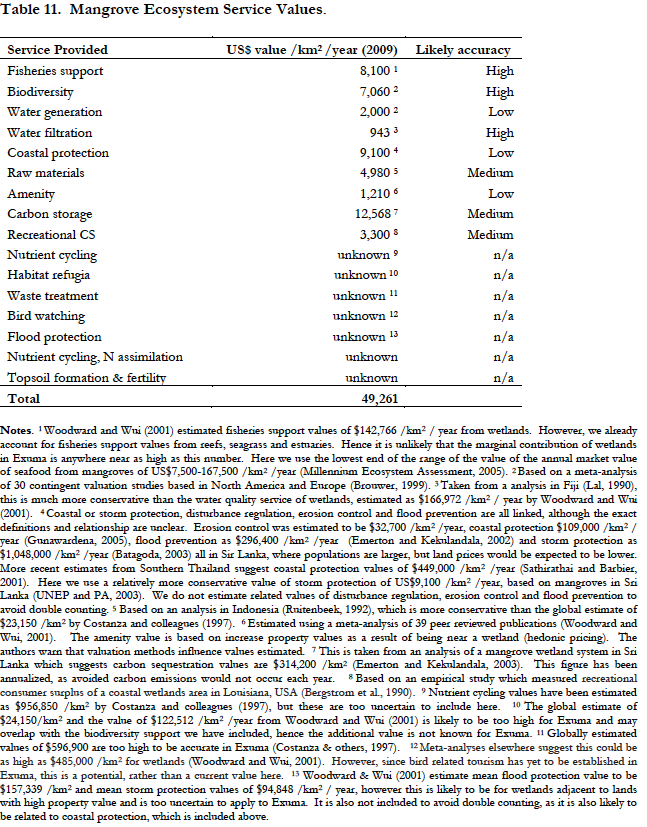 Table 11. Mangrove Ecosystem Service Values.
Service Provided US$ value /km² /year (2009) Likely accuracy
Fisheries support 8,100 ¹ High
Biodiversity 7,060 ² High
Water generation 2,000 ² Low
Water filtration 943 ³ High
Coastal protection 9,100 ⁴ Low
Raw materials 4,980 ⁵ Medium
Amenity 1,210 ⁶ Low
Carbon storage 12,568 ⁷ Medium
Recreational CS 3,300 ⁸ Medium
Nutrient cycling unknown ⁹ n/a
Habitat refugia unknown ¹⁰ n/a
Waste treatment unknown ¹¹ n/a
Bird watching unknown ¹² n/a
Flood protection unknown ¹³ n/a
Nutrient cycling, N assimilation unknown n/a
Topsoil formation & fertility unknown n/a
Total 49,261
Notes. ¹ Woodward and Wui (2001) estimated fisheries support values of $142,766 /km² / year from wetlands. However, we already
account for fisheries support values from reefs, seagrass and estuaries. Hence it is unlikely that the marginal contribution of wetlands
in Exuma is anywhere near as high as this number. Here we use the lowest end of the range of the value of the annual market value
of seafood from mangroves of US$7,500-167,500 /km² /year (Millennium Ecosystem Assessment, 2005). ² Based on a meta-analysis
of 30 contingent valuation studies based in North America and Europe (Brouwer, 1999). ³ Taken from a analysis in Fiji (Lal, 1990),
this is much more conservative than the water quality service of wetlands, estimated as $166,972 /km² / year by Woodward and Wui
(2001). ⁴ Coastal or storm protection, disturbance regulation, erosion control and flood prevention are all linked, although the exact
definitions and relationship are unclear. Erosion control was estimated to be $32,700 /km² /year, coastal protection $109,000 /km² /
year (Gunawardena, 2005), flood prevention as $296,400 /km² /year (Emerton and Kekulandala, 2002) and storm protection as
$1,048,000 /km² /year (Batagoda, 2003) all in Sir Lanka, where populations are larger, but land prices would be expected to be lower.
More recent estimates from Southern Thailand suggest coastal protection values of $449,000 /km² /year (Sathirathai and Barbier,
2001). Here we use a relatively more conservative value of storm protection of US$9,100 /km² /year, based on mangroves in Sri
Lanka (UNEP and PA, 2003). We do not estimate related values of disturbance regulation, erosion control and flood prevention to
avoid double counting. ⁵ Based on an analysis in Indonesia (Ruitenbeek, 1992), which is more conservative than the global estimate of
$23,150 /km² by Costanza and colleagues (1997). ⁶ Estimated using a meta-analysis of 39 peer reviewed publications (Woodward and
Wui, 2001). The amenity value is based on increase property values as a result of being near a wetland (hedonic pricing). The
authors warn that valuation methods influence values estimated. ⁷ This is taken from an analysis of a mangrove wetland system in Sri
Lanka which suggests carbon sequestration values are $314,200 /km² (Emerton and Kekulandala, 2003). This figure has been
annualized, as avoided carbon emissions would not occur each year. ⁸ Based on an empirical study which measured recreational
consumer surplus of a coastal wetlands area in Louisiana, USA (Bergstrom et al., 1990). ⁹ Nutrient cycling values have been estimated
as $956,850 /km² by Costanza and colleagues (1997), but these are too uncertain to include here. ¹⁰ The global estimate of
$24,150/km² and the value of $122,512 /km² /year from Woodward and Wui (2001) is likely to be too high for Exuma and may
overlap with the biodiversity support we have included, hence the additional value is not known for Exuma. ¹¹ Globally estimated
values of $596,900 are too high to be accurate in Exuma (Costanza & others, 1997). ¹² Meta-analyses elsewhere suggest this could be
as high as $485,000 /km² for wetlands (Woodward and Wui, 2001). However, since bird related tourism has yet to be established in
Exuma, this is a potential, rather than a current value here. ¹³ Woodward & Wui (2001) estimate mean flood protection value to be
$157,339 /km² and mean storm protection values of $94,848 /km² / year, however this is likely to be for wetlands adjacent to lands
with high property value and is too uncertain to apply to Exuma. It is also not included to avoid double counting, as it is also likely to
be related to coastal protection, which is included above.